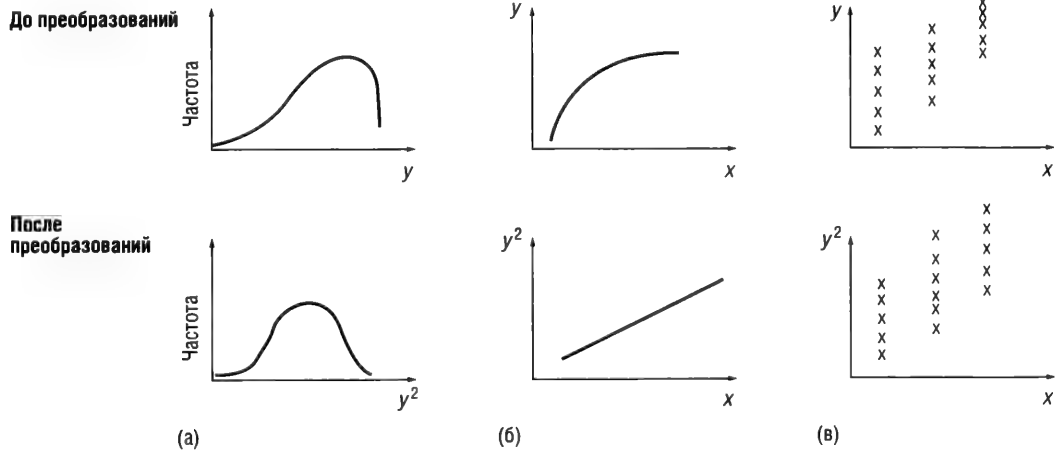 До преобразований
Частота
y
y
x
y
x
После
преобразований
Частота
y²
y²
x
y²
x
(а)
(б)
(в)